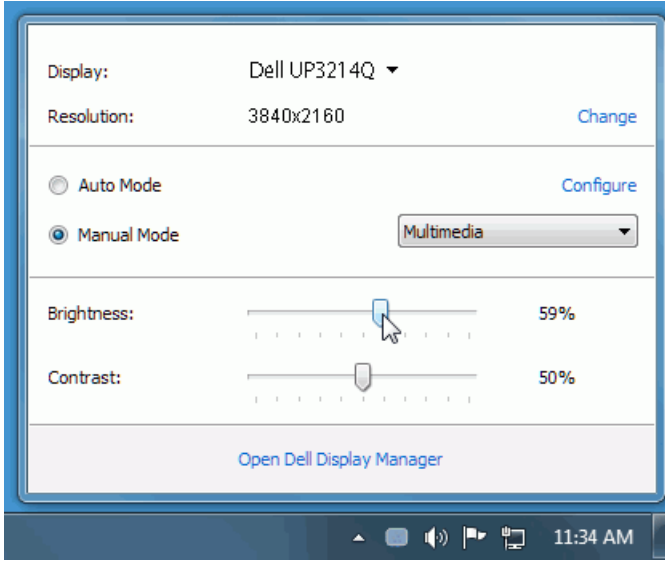 Display: Dell UP3214Q
Resolution: 3840x2160 Change
Auto Mode Configure
Manual Mode Multimedia
Brightness: 59%
Contrast: 50%
Open Dell Display Manager
11:34 AM